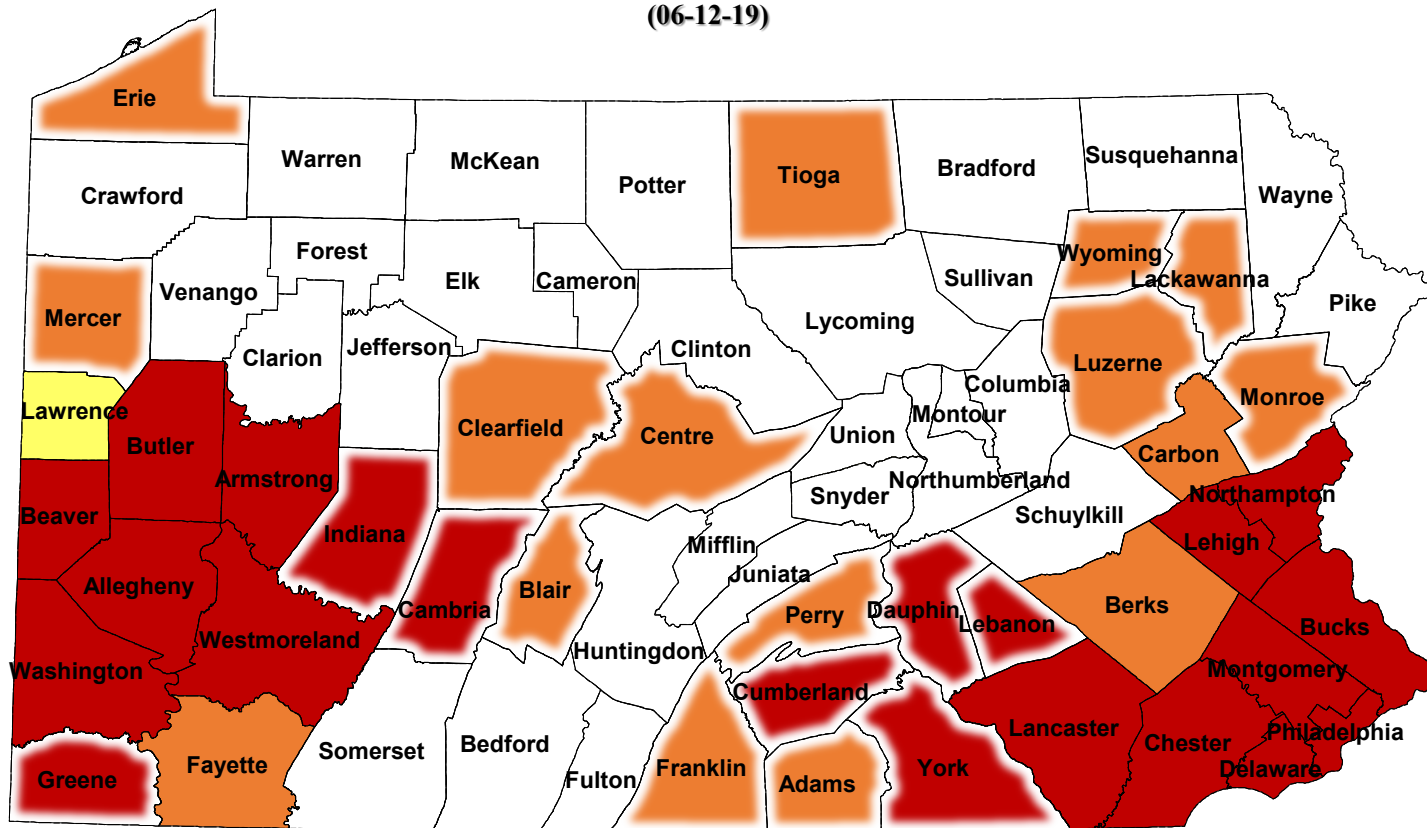 (06-12-19)
Erie
Warren
McKean
Potter
Tioga
Bradford
Susquehanna
Wayne
Crawford
Forest
Elk
Cameron
Sullivan
Wyoming
Lackawanna
Pike
Mercer
Venango
Clarion
Jefferson
Clinton
Lycoming
Columbia
Luzerne
Monroe
Lawrence
Butler
Armstrong
Clearfield
Centre
Union
Montour
Carbon
Beaver
Indiana
Snyder
Northumberland
Schuylkill
Northampton
Lehigh
Allegheny
Cambria
Blair
Mifflin
Juniata
Perry
Dauphin
Lebanon
Berks
Bucks
Washington
Westmoreland
Huntingdon
Cumberland
Montgomery
Greene
Fayette
Somerset
Bedford
Fulton
Franklin
Adams
York
Lancaster
Chester
Philadelphia
Delaware